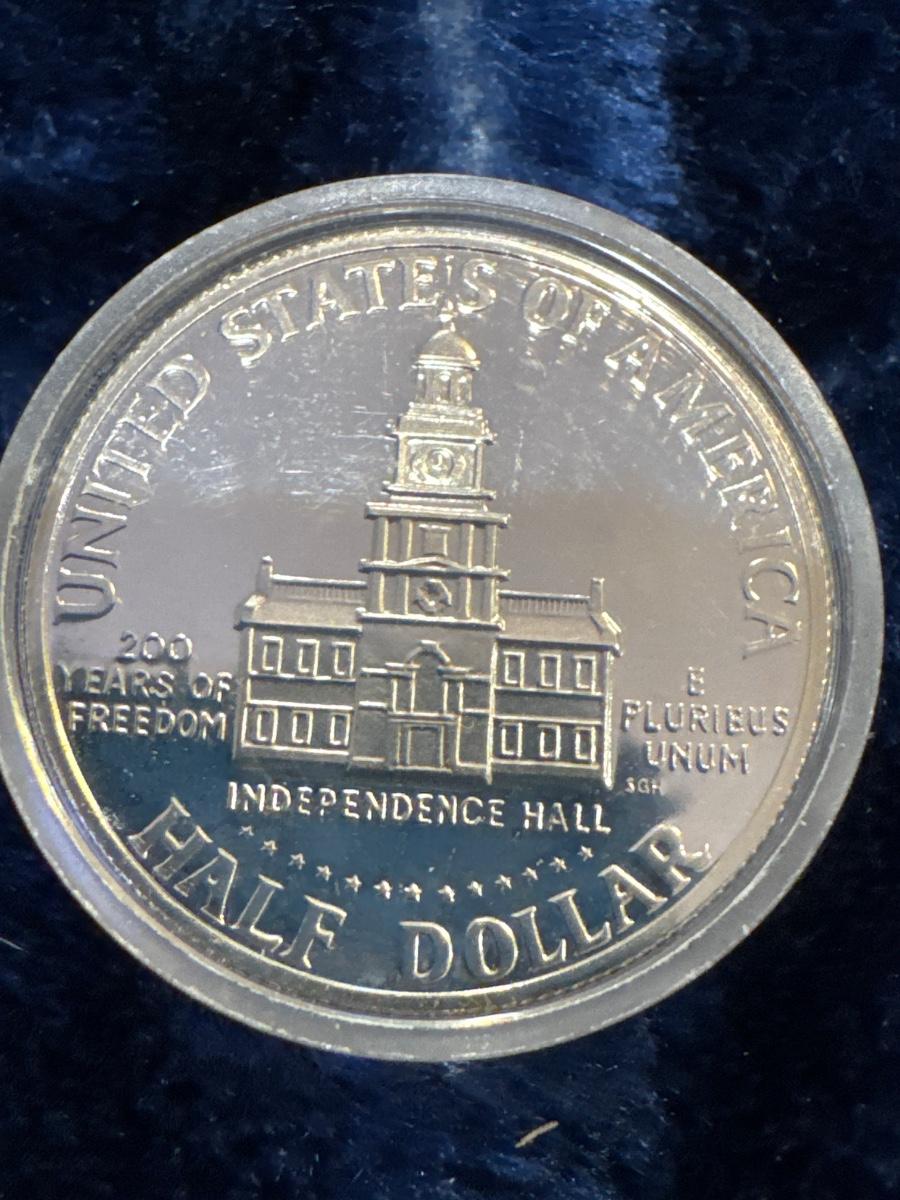 UNITED STATES OF AMERICA
200
YEARS OF
FREEDOM
E
PLURIBUS
UNUM
SGH
INDEPENDENCE HALL
HALF DOLLAR